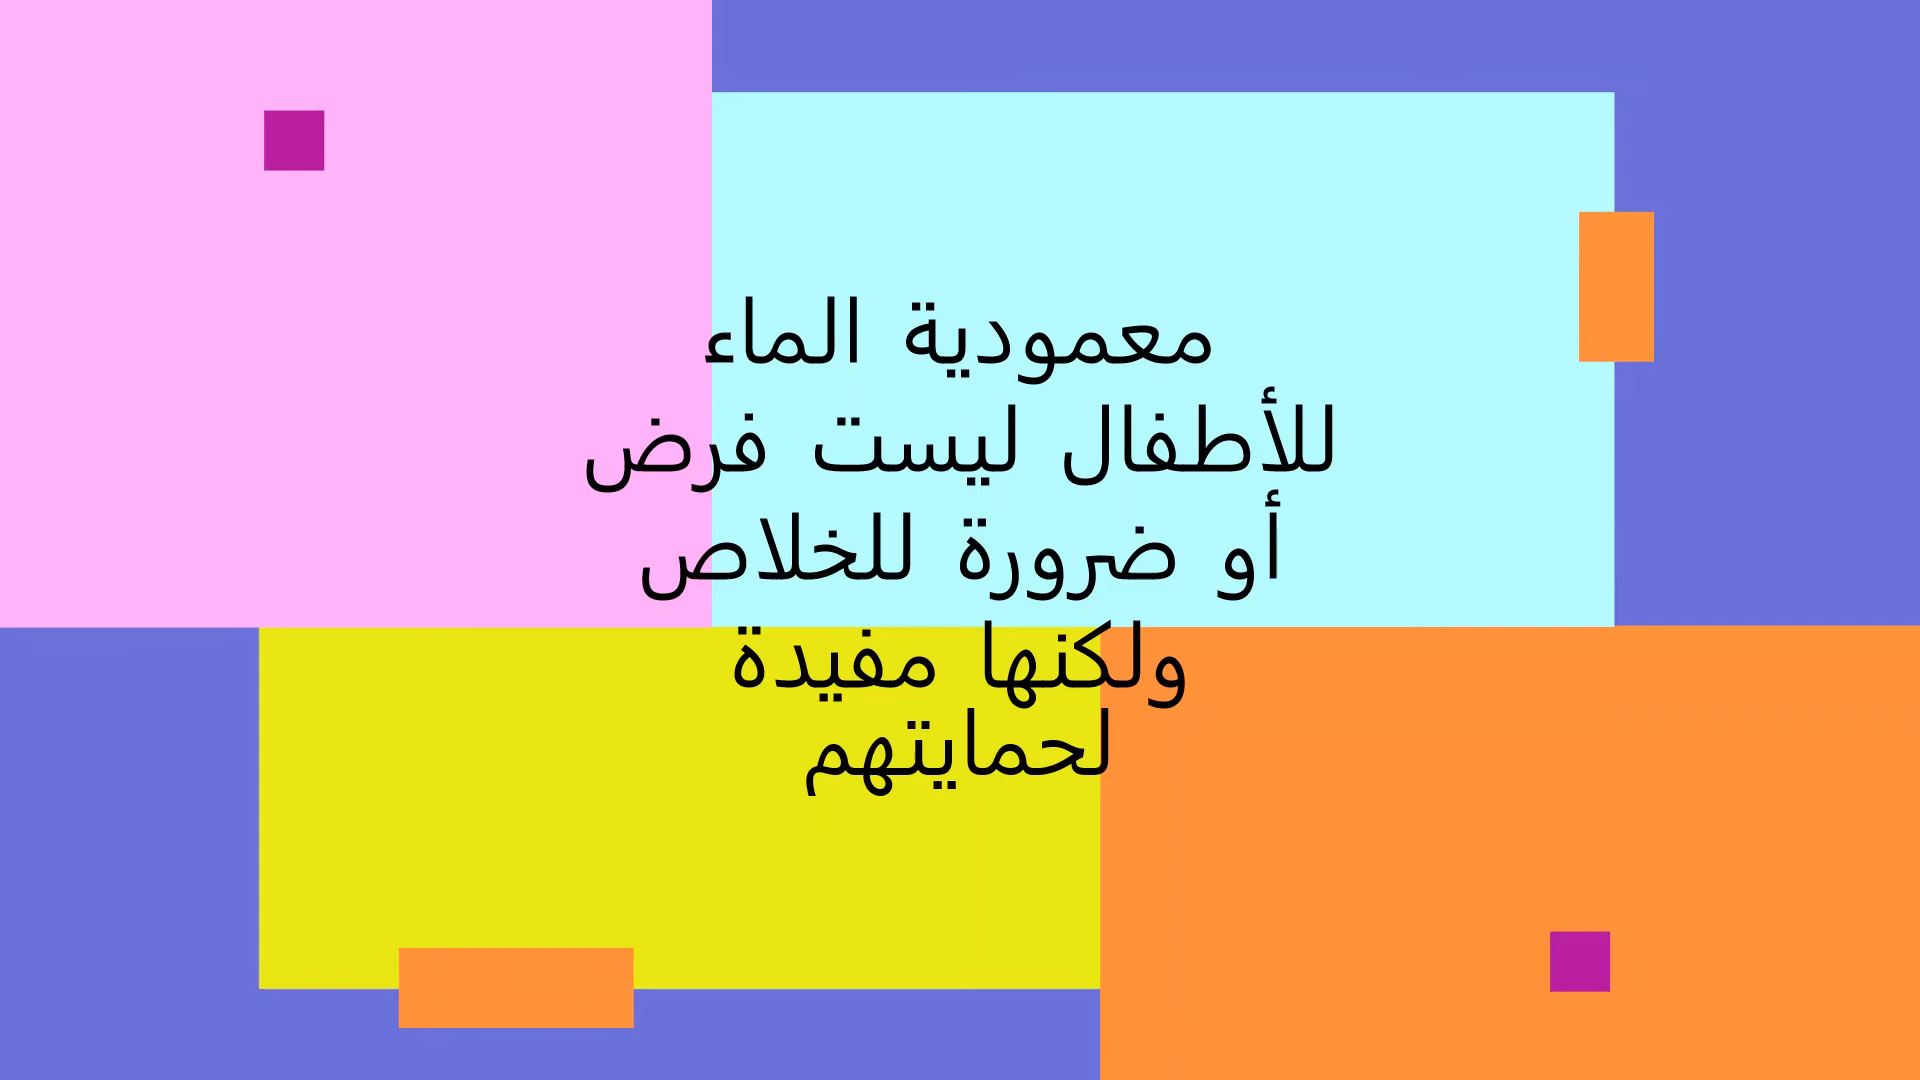 معمودية الماء
للأطفال ليست فرض
أو ضرورة للخلاص
ولكنها مفيدة
لحمايتهم